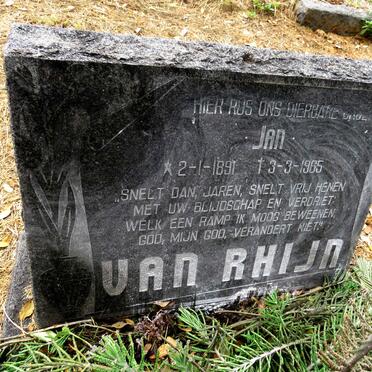 HIER RUS ONS DIERBARE
JAN
*2-1-1891 †3-3-1965
„SNELT DAN, JAREN, SNELT VRIJ HENEN
MET UW BLIJDSCHAP EN VERDRIET:
WELK EEN RAMP IK MOOG BEWEENEN,
GOD, MIJN GOD, VERANDERT NIET."
VAN RHIJN